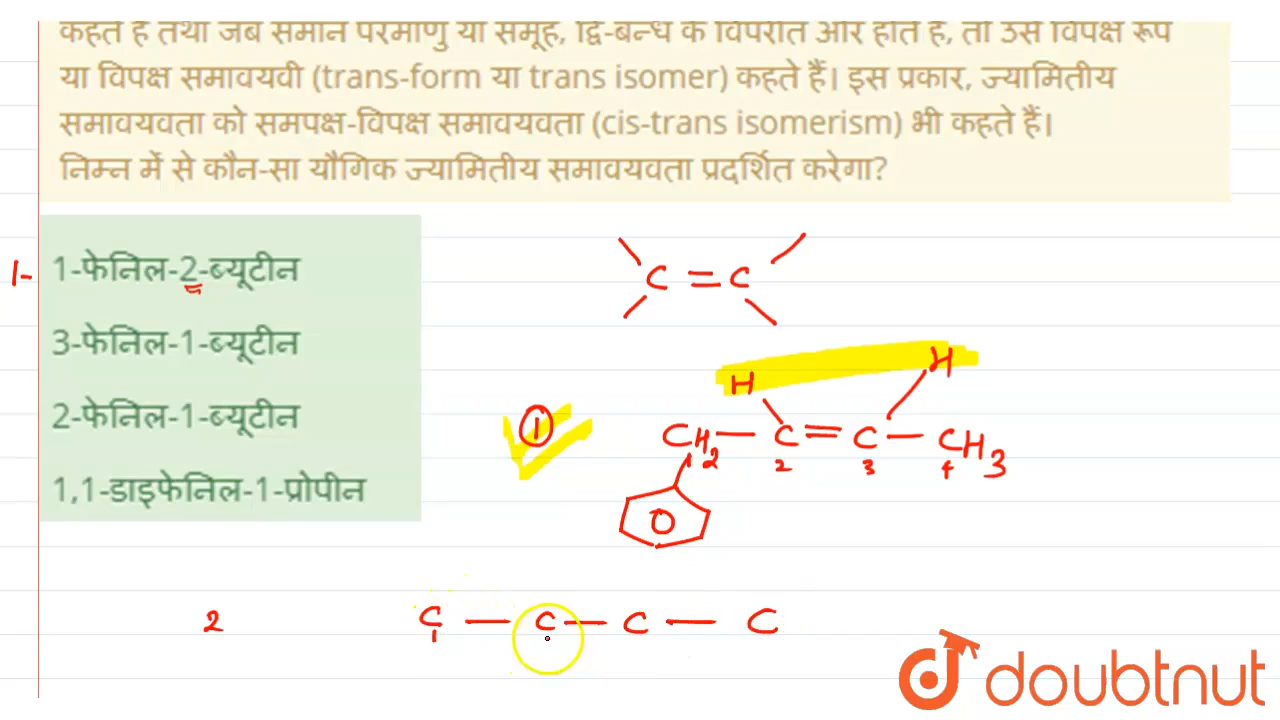 कहते हैं तथा जब समान परमाणु या समूह, द्वि-बन्ध के विपरीत ओर होते हैं, तो उसे विपक्ष रूप
या विपक्ष समावयवी (trans-form या trans isomer) कहते हैं। इस प्रकार, ज्यामितीय
समावयवता को समपक्ष-विपक्ष समावयवता (cis-trans isomerism) भी कहते हैं।
निम्न में से कौन-सा यौगिक ज्यामितीय समावयवता प्रदर्शित करेगा?
1- 1-फेनिल-2-ब्यूटीन
3-फेनिल-1-ब्यूटीन
2-फेनिल-1-ब्यूटीन
1,1-डाइफेनिल-1-प्रोपीन
C = C
H H
1 CH2 — C = C — CH3
1 2 3 4
2 C — C — C — C
1
doubtnut